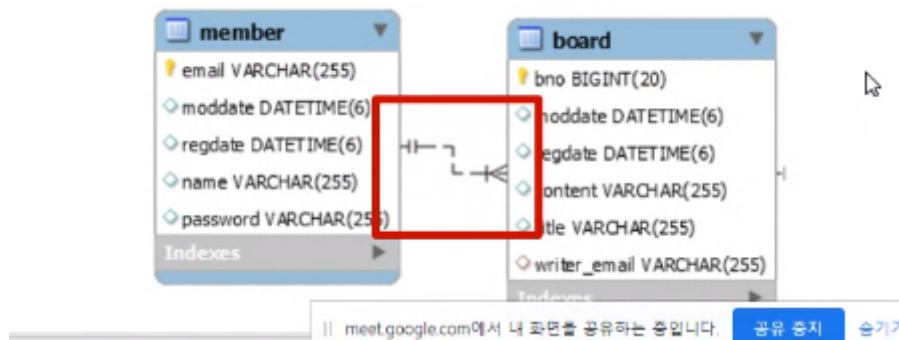 member
email VARCHAR(255)
moddate DATETIME(6)
regdate DATETIME(6)
name VARCHAR(255)
password VARCHAR(255)
Indexes
board
bno BIGINT(20)
moddate DATETIME(6)
regdate DATETIME(6)
content VARCHAR(255)
title VARCHAR(255)
writer_email VARCHAR(255)
Indexes
meet.google.com에서 내 화면을 공유하는 중입니다. 공유 중지 숨기기